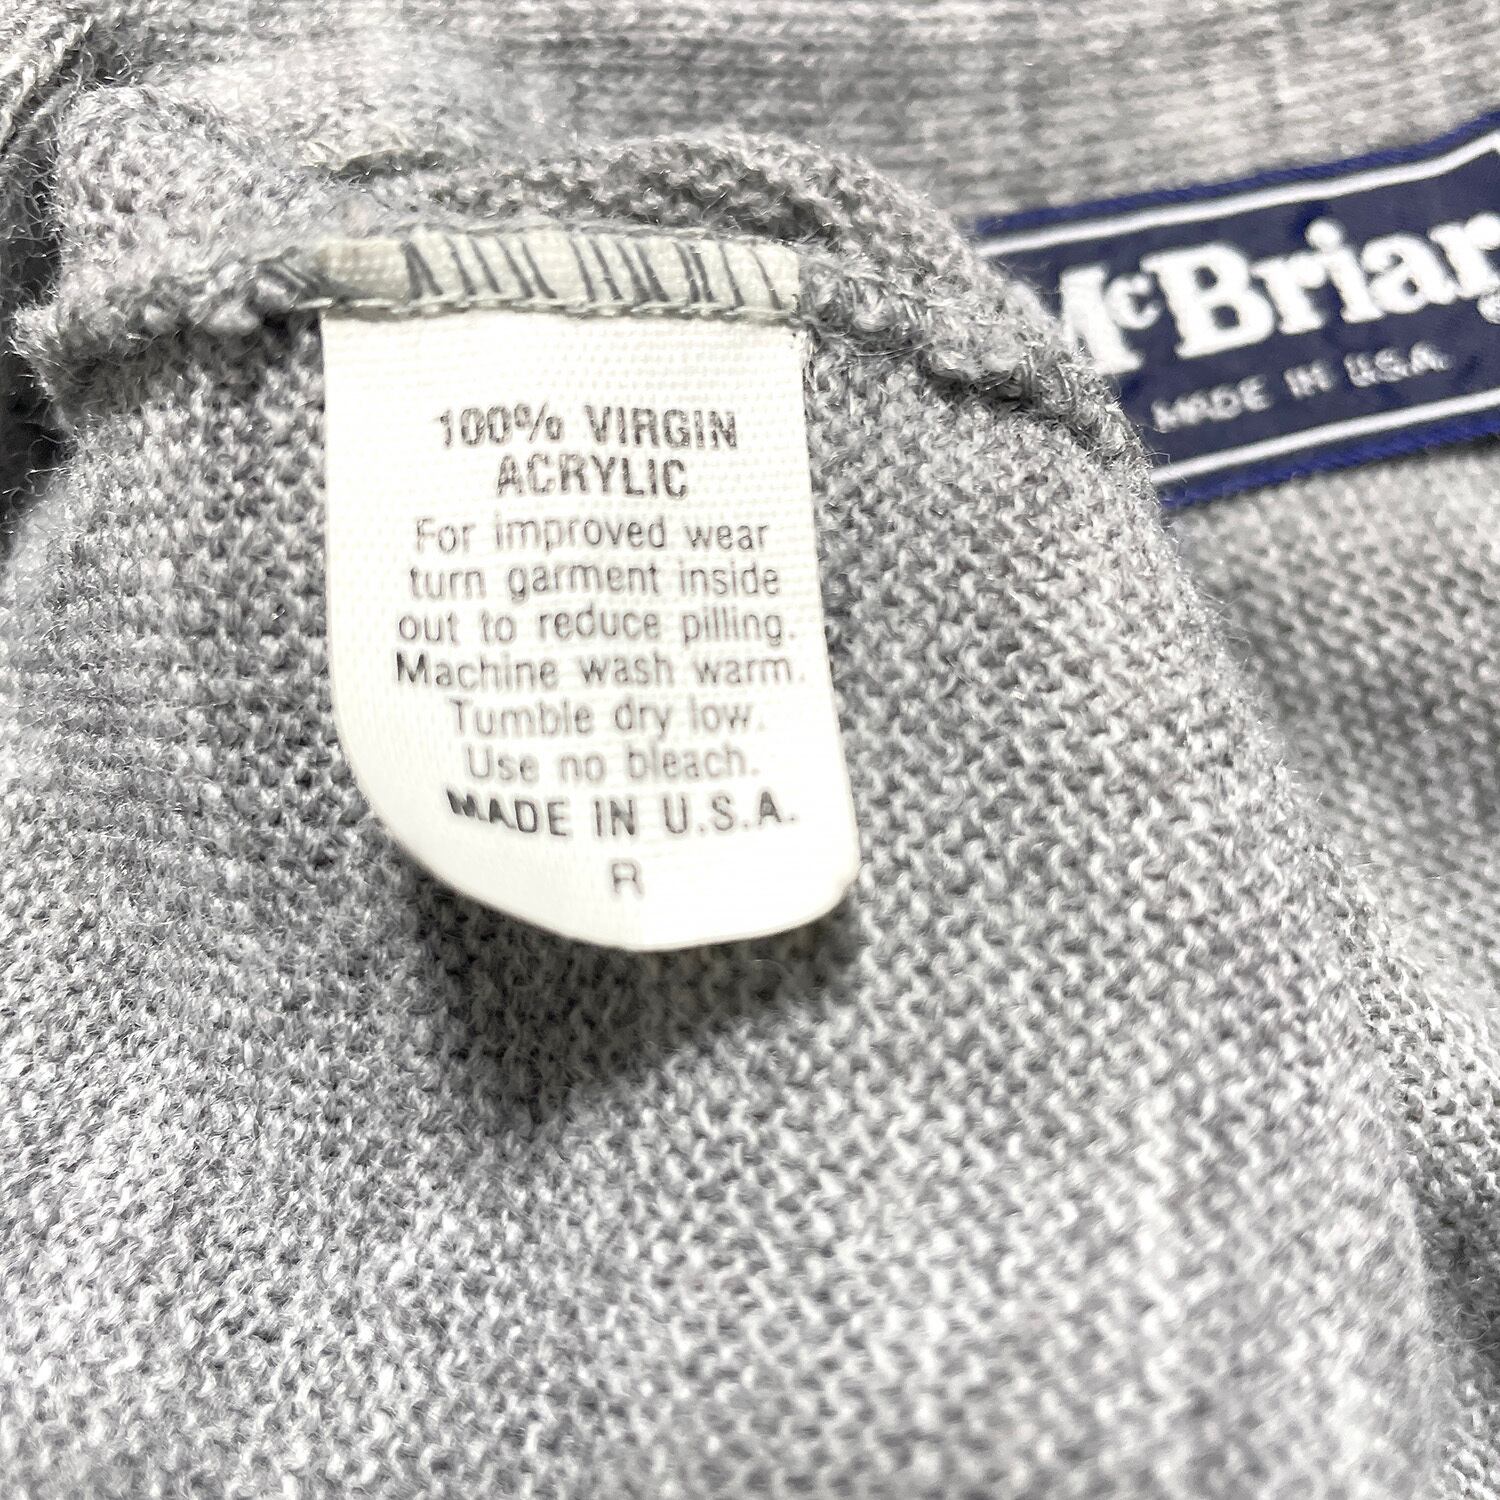 100% VIRGIN
ACRYLIC
For improved wear
turn garment inside
out to reduce pilling.
Machine wash warm.
Tumble dry low.
Use no bleach.
MADE IN U.S.A.
R
McBriar
MADE IN U.S.A.